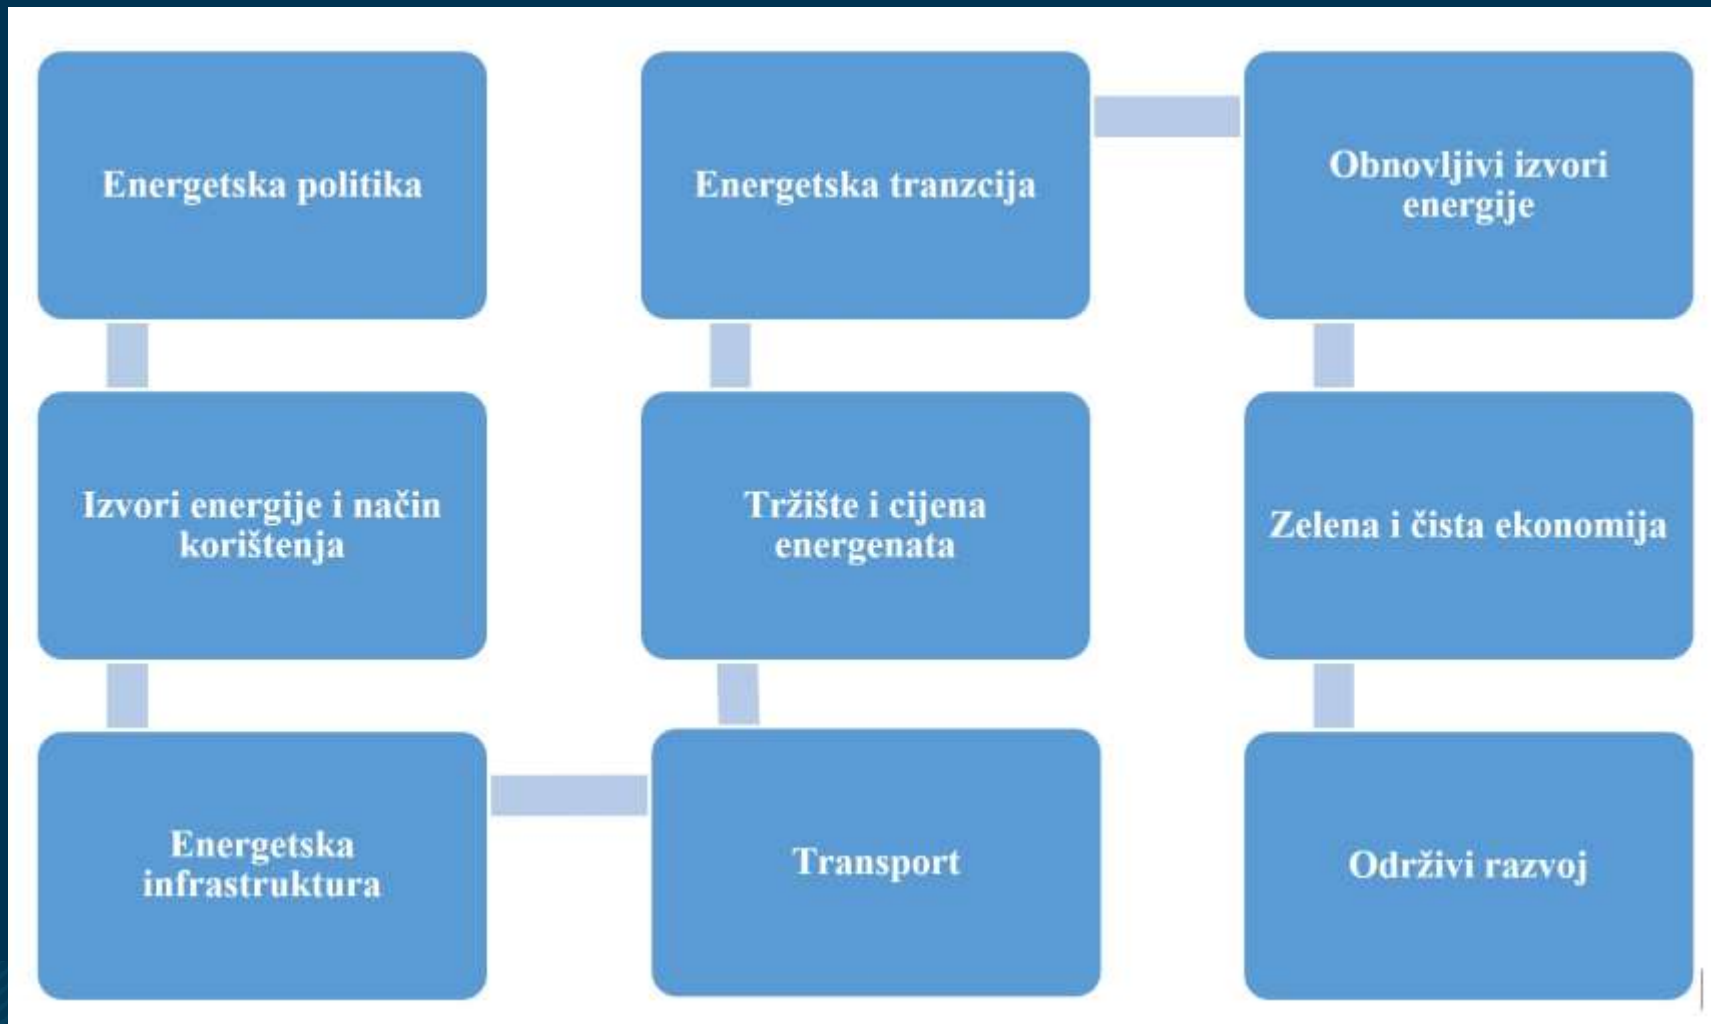 Energetska politika
Izvori energije i način
korištenja
Energetska
infrastruktura
Transport
Tržište i cijena
energenata
Energetska tranzcija
Obnovljivi izvori
energije
Zelena i čista ekonomija
Održivi razvoj